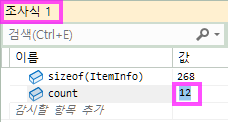 조사식 1
검색(Ctrl+E)
이름 값
sizeof(ItemInfo) 268
count 12
감시할 항목 추가